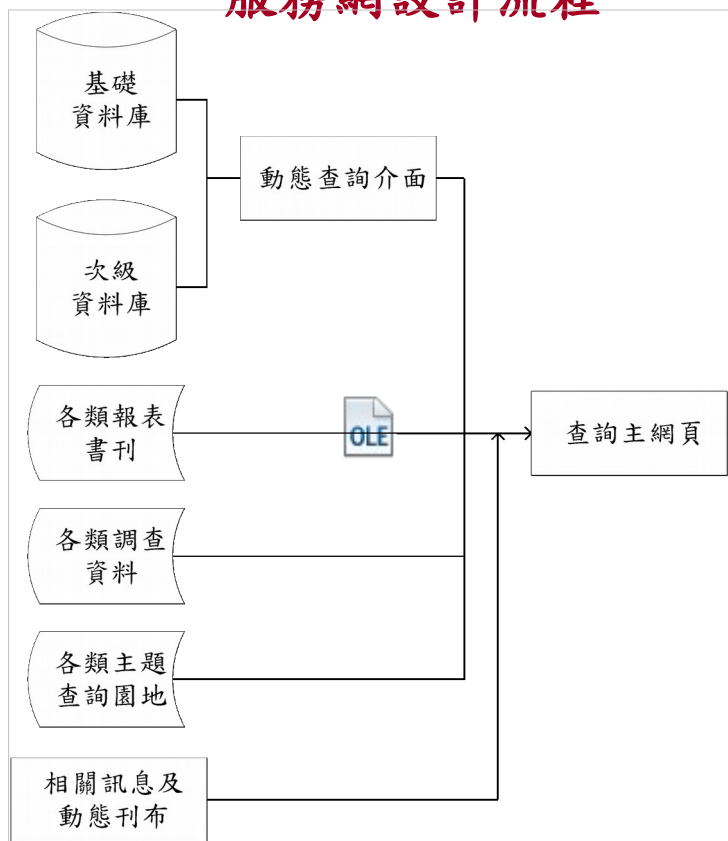 服務網設計流程
基礎
資料庫
動態查詢介面
次級
資料庫
各類報表
書刊
OLE
查詢主網頁
各類調查
資料
各類主題
查詢園地
相關訊息及
動態刊布